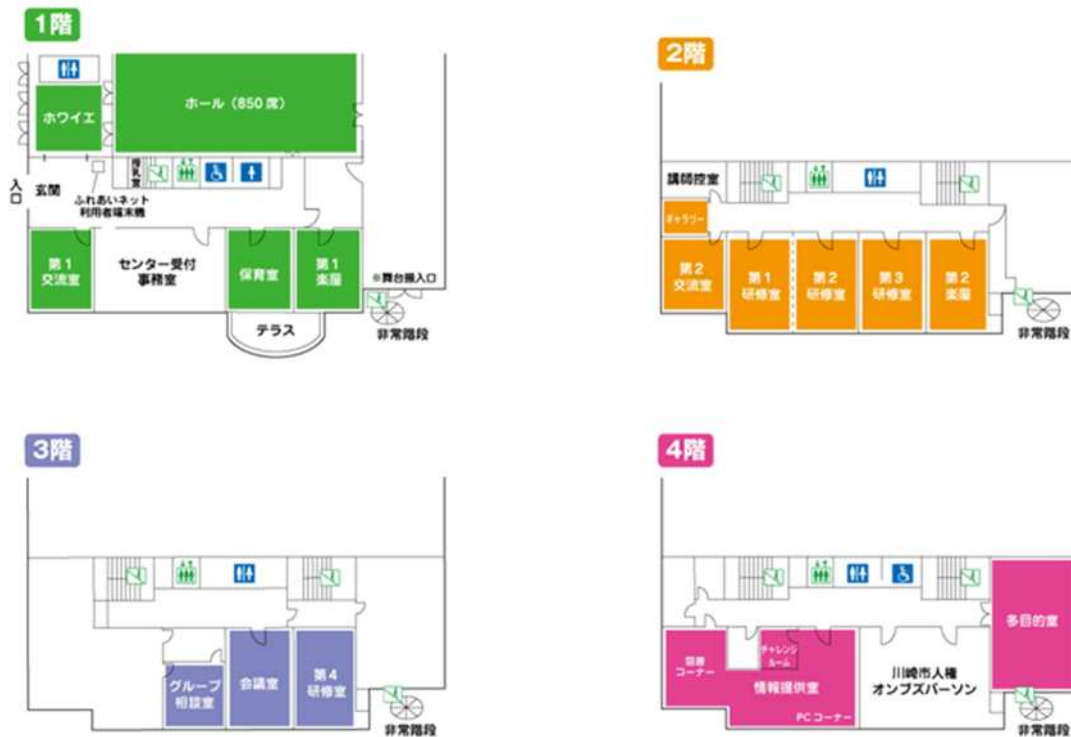 1階
ホール（850席）
ホワイエ
授乳室
入口
玄関
ふれあいネット
利用者端末機
第1
交流室
センター受付
事務室
保育室
第1
楽屋
※舞台搬入口
テラス
非常階段
2階
講師控室
ギャラリー
第2
交流室
第1
研修室
第2
研修室
第3
研修室
第2
楽屋
非常階段
3階
グループ
相談室
会議室
第4
研修室
非常階段
4階
多目的室
図書
コーナー
チャレンジ
ルーム
情報提供室
PCコーナー
川崎市人権
オンブズパーソン
非常階段